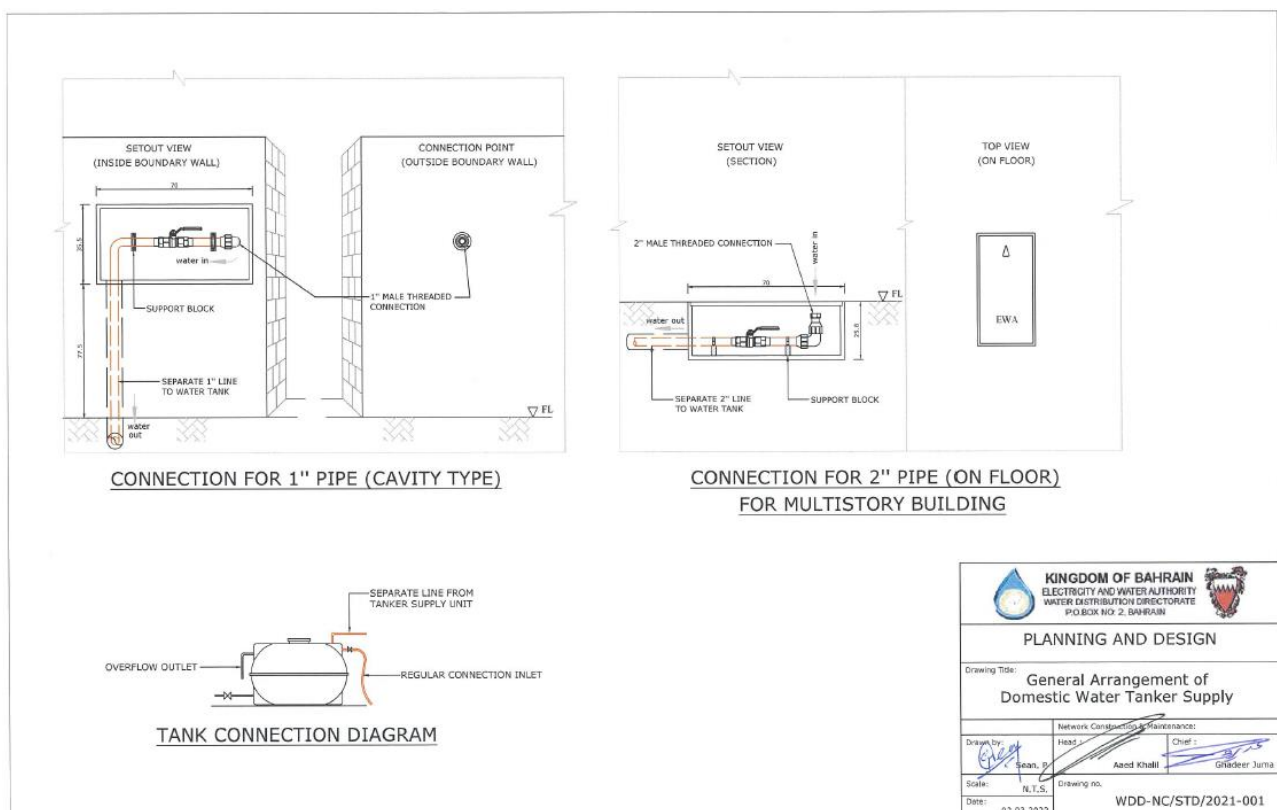 SETOUT VIEW
(INSIDE BOUNDARY WALL)
70
35.5
77.5
water in
SUPPORT BLOCK
SEPARATE 1" LINE
TO WATER TANK
water
out
CONNECTION POINT
(OUTSIDE BOUNDARY WALL)
1" MALE THREADED
CONNECTION
FL
CONNECTION FOR 1" PIPE (CAVITY TYPE)
SETOUT VIEW
(SECTION)
2" MALE THREADED CONNECTION
water in
70
FL
water out
25.8
SEPARATE 2" LINE
TO WATER TANK
SUPPORT BLOCK
TOP VIEW
(ON FLOOR)
EWA
CONNECTION FOR 2" PIPE (ON FLOOR)
FOR MULTISTORY BUILDING
SEPARATE LINE FROM
TANKER SUPPLY UNIT
OVERFLOW OUTLET
REGULAR CONNECTION INLET
TANK CONNECTION DIAGRAM
KINGDOM OF BAHRAIN
ELECTRICITY AND WATER AUTHORITY
WATER DISTRIBUTION DIRECTORATE
P.O.BOX NO: 2, BAHRAIN
PLANNING AND DESIGN
Drawing Title:
General Arrangement of
Domestic Water Tanker Supply
Network Construction & Maintenance:
Drawn by:
Sean, P
Head :
Aaed Khalil
Chief :
Ghadeer Juma
Scale:
N.T.S.
Drawing no.
WDD-NC/STD/2021-001
Date: